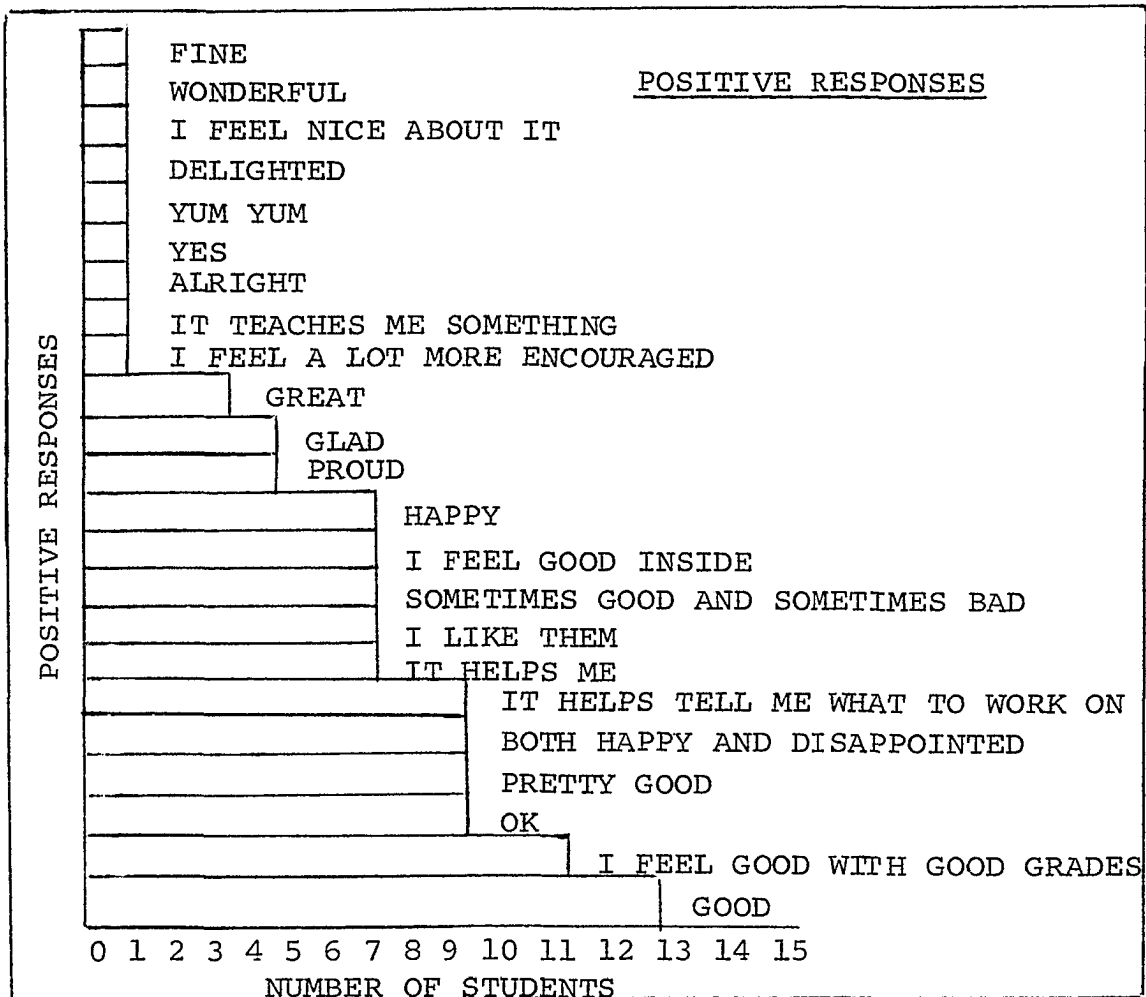 FINE
WONDERFUL
POSITIVE RESPONSES
I FEEL NICE ABOUT IT
DELIGHTED
YUM YUM
YES
ALRIGHT
IT TEACHES ME SOMETHING
I FEEL A LOT MORE ENCOURAGED
GREAT
GLAD
PROUD
HAPPY
I FEEL GOOD INSIDE
SOMETIMES GOOD AND SOMETIMES BAD
I LIKE THEM
IT HELPS ME
IT HELPS TELL ME WHAT TO WORK ON
BOTH HAPPY AND DISAPPOINTED
PRETTY GOOD
OK
I FEEL GOOD WITH GOOD GRADES
GOOD
POSITIVE RESPONSES
0 1 2 3 4 5 6 7 8 9 10 11 12 13 14 15
NUMBER OF STUDENTS